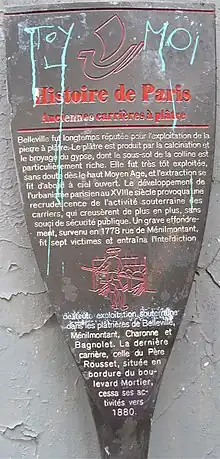 TOY MOI
Histoire de Paris
Anciennes carrières à plâtre
Belleville fut longtemps réputée pour l'exploitation de la
pierre à plâtre. Le plâtre est produit par la calcination et
le broyage du gypse, dont le sous-sol de la colline est
particulièrement riche. Elle fut très tôt exploitée,
sans doute dès le haut Moyen Age, et l'extraction se
fit d'abord à ciel ouvert. Le développement de
l'urbanisme parisien au XVIIIe siècle provoqua une
recrudescence de l'activité souterraine des
carriers, qui creusèrent de plus en plus, sans
souci de sécurité publique. Un grave effondre-
ment, survenu en 1778 rue de Ménilmontant,
fit sept victimes et entraîna l'interdiction
de toute exploitation souterraine
dans les plâtrières de Belleville,
Ménilmontant, Charonne et
Bagnolet. La dernière
carrière, celle du Père
Rousset, située en
bordure du bou-
levard Mortier,
cessa ses ac-
tivités vers
1880.